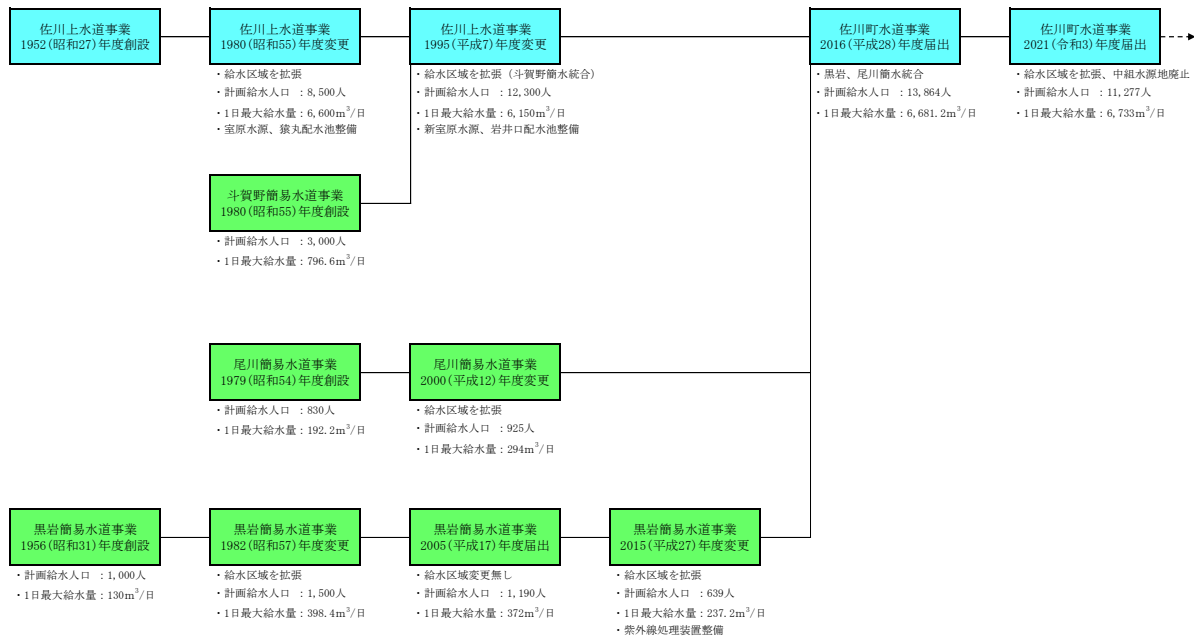 佐川上水道事業
1952(昭和27)年度創設
佐川上水道事業
1980(昭和55)年度変更
・給水区域を拡張
・計画給水人口 ：8,500人
・1日最大給水量：6,600m³/日
・室原水源、猿丸配水池整備
佐川上水道事業
1995(平成7)年度変更
・給水区域を拡張（斗賀野簡水統合）
・計画給水人口 ：12,300人
・1日最大給水量：6,150m³/日
・新室原水源、岩井口配水池整備
佐川町水道事業
2016(平成28)年度届出
・黒岩、尾川簡水統合
・計画給水人口 ：13,864人
・1日最大給水量：6,681.2m³/日
佐川町水道事業
2021(令和3)年度届出
・給水区域を拡張、中組水源地廃止
・計画給水人口 ：11,277人
・1日最大給水量：6,733m³/日
斗賀野簡易水道事業
1980(昭和55)年度創設
・計画給水人口 ：3,000人
・1日最大給水量：796.6m³/日
尾川簡易水道事業
1979(昭和54)年度創設
・計画給水人口 ：830人
・1日最大給水量：192.2m³/日
尾川簡易水道事業
2000(平成12)年度変更
・給水区域を拡張
・計画給水人口 ：925人
・1日最大給水量：294m³/日
黒岩簡易水道事業
1956(昭和31)年度創設
・計画給水人口 ：1,000人
・1日最大給水量：130m³/日
黒岩簡易水道事業
1982(昭和57)年度変更
・給水区域を拡張
・計画給水人口 ：1,500人
・1日最大給水量：398.4m³/日
黒岩簡易水道事業
2005(平成17)年度届出
・給水区域変更無し
・計画給水人口 ：1,190人
・1日最大給水量：372m³/日
黒岩簡易水道事業
2015(平成27)年度変更
・給水区域を拡張
・計画給水人口 ：639人
・1日最大給水量：237.2m³/日
・紫外線処理装置整備